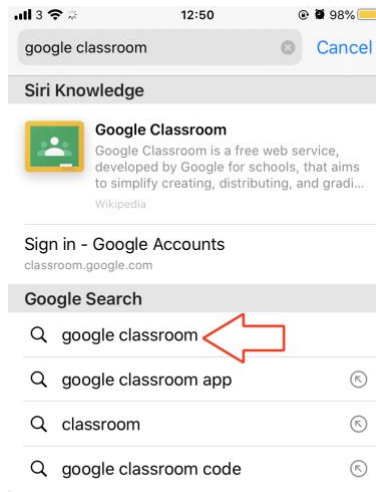 3 12:50 98%
google classroom Cancel
Siri Knowledge
Google Classroom
Google Classroom is a free web service,
developed by Google for schools, that aims
to simplify creating, distributing, and gradi...
Wikipedia
Sign in - Google Accounts
classroom.google.com
Google Search
google classroom
google classroom app
classroom
google classroom code